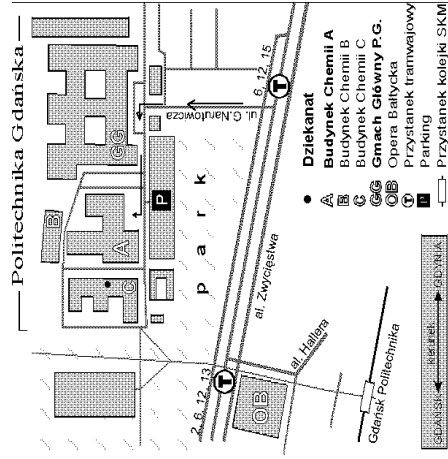 Politechnika Gdańska
B
GG
A
C
P
park
ul. G.Narutowicza
6, 12, 15
T
al. Zwycięstwa
2, 6, 12, 13
T
OB
al. Hallera
Gdańsk Politechnika
GDAŃSK kierunek GDYNIA
Dziekanat
A Budynek Chemii A
B Budynek Chemii B
C Budynek Chemii C
GG Gmach Główny P.G.
OB Opera Bałtycka
T Przystanek tramwajowy
P Parking
Przystanek kolejki SKM